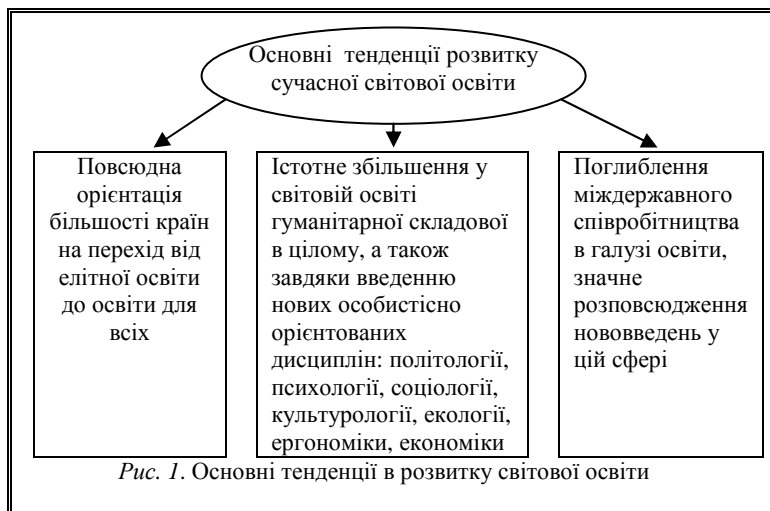 Основні тенденції розвитку
сучасної світової освіти
Повсюдна
орієнтація
більшості країн
на перехід від
елітної освіти
до освіти для
всіх
Істотне збільшення у
світовій освіті
гуманітарної складової
в цілому, а також
завдяки введенню
нових особистісно
орієнтованих
дисциплін: політології,
психології, соціології,
культурології, екології,
ергономіки, економіки
Поглиблення
міждержавного
співробітництва
в галузі освіти,
значне
розповсюдження
нововведень у
цій сфері
Рис. 1. Основні тенденції в розвитку світової освіти